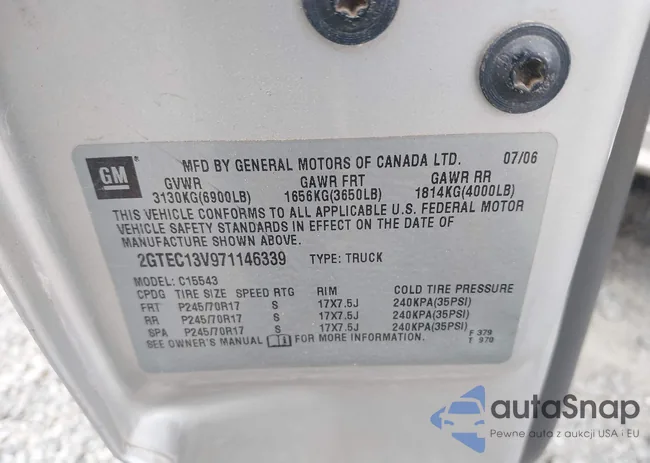 GM
MFD BY GENERAL MOTORS OF CANADA LTD. 07/06
GVWR GAWR FRT GAWR RR
3130KG(6900LB) 1656KG(3650LB) 1814KG(4000LB)
THIS VEHICLE CONFORMS TO ALL APPLICABLE U.S. FEDERAL MOTOR
VEHICLE SAFETY STANDARDS IN EFFECT ON THE DATE OF
MANUFACTURE SHOWN ABOVE.
2GTEC13V971146339 TYPE: TRUCK
MODEL: C15543
CPDG TIRE SIZE SPEED RTG RIM COLD TIRE PRESSURE
FRT P245/70R17 S 17X7.5J 240KPA(35PSI)
RR P245/70R17 S 17X7.5J 240KPA(35PSI)
SPA P245/70R17 S 17X7.5J 240KPA(35PSI)
SEE OWNER'S MANUAL FOR MORE INFORMATION.
F 379
T 970
autaSnap
Pewne auta z aukcji USA i EU